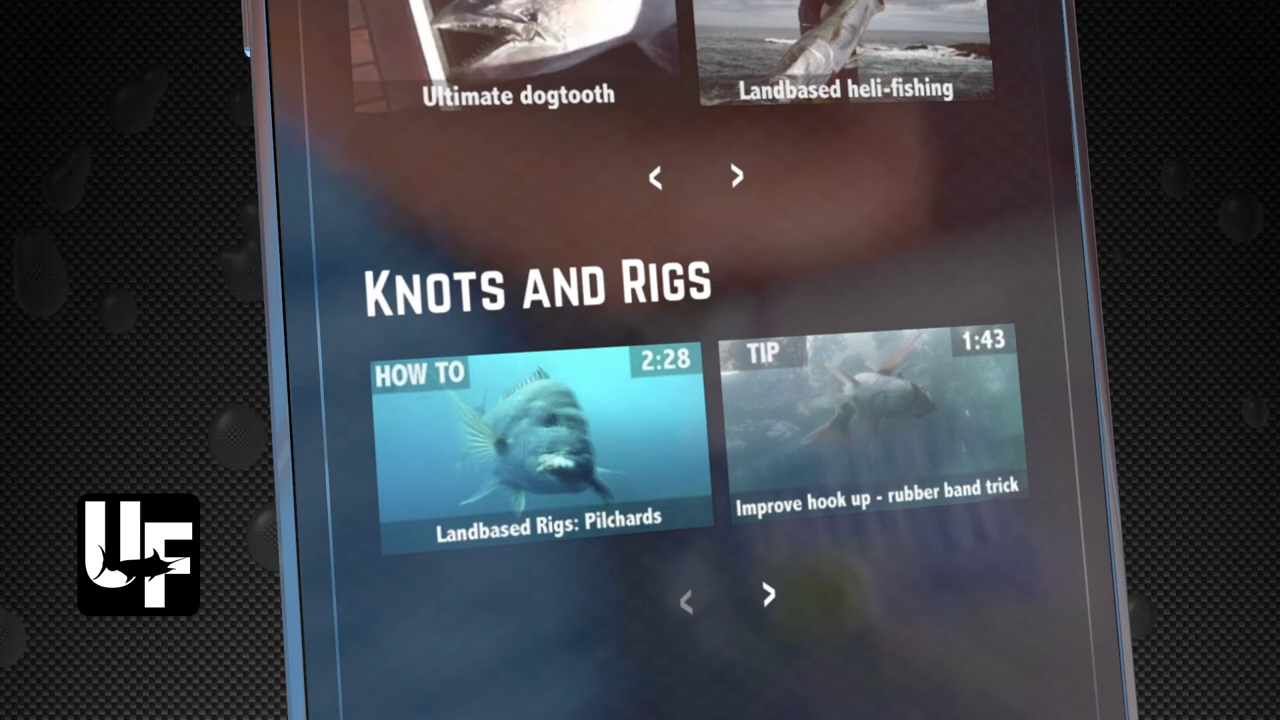 Ultimate dogtooth
Landbased heli-fishing
< >
KNOTS AND RIGS
HOW TO
2:28
Landbased Rigs: Pilchards
TIP
1:43
Improve hook up - rubber band trick
< >
UF